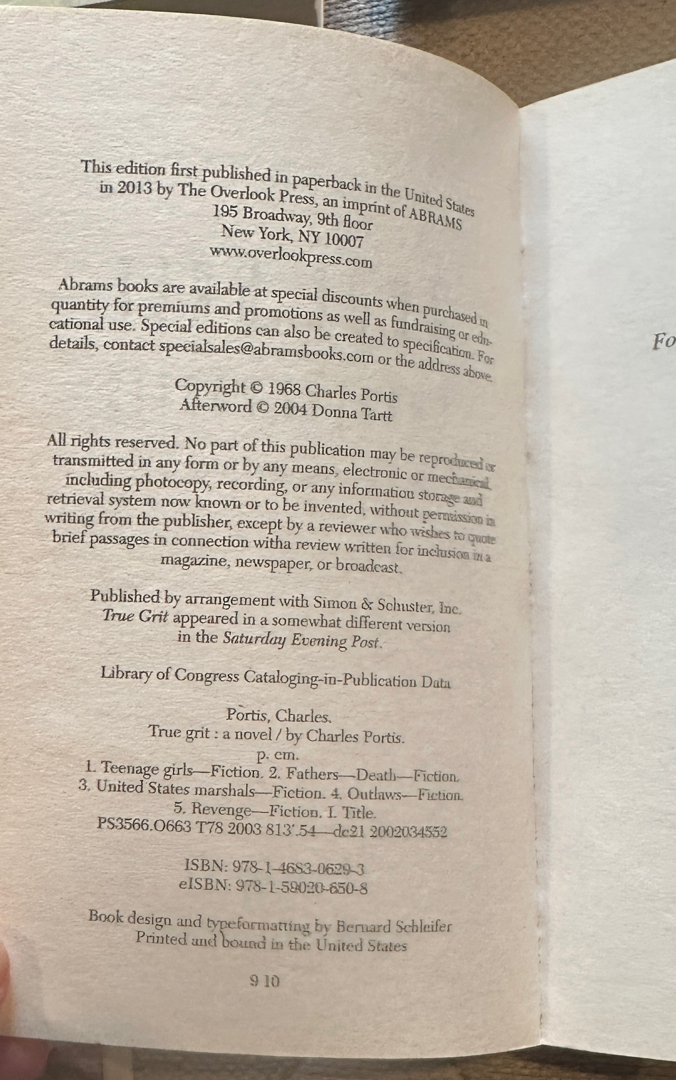 This edition first published in paperback in the United States
in 2013 by The Overlook Press, an imprint of ABRAMS
195 Broadway, 9th floor
New York, NY 10007
www.overlookpress.com
Abrams books are available at special discounts when purchased in
quantity for premiums and promotions as well as fundraising or edu-
cational use. Special editions can also be created to specification. For
details, contact specialsales@abramsbooks.com or the address above.
Copyright © 1968 Charles Portis
Afterword © 2004 Donna Tartt
All rights reserved. No part of this publication may be reproduced or
transmitted in any form or by any means, electronic or mechanical,
including photocopy, recording, or any information storage and
retrieval system now known or to be invented, without permission in
writing from the publisher, except by a reviewer who wishes to quote
brief passages in connection witha review written for inclusion in a
magazine, newspaper, or broadcast.
Published by arrangement with Simon & Schuster, Inc.
True Grit appeared in a somewhat different version
in the Saturday Evening Post.
Library of Congress Cataloging-in-Publication Data
Portis, Charles.
True grit : a novel / by Charles Portis.
p. cm.
1. Teenage girls—Fiction. 2. Fathers—Death—Fiction.
3. United States marshals—Fiction. 4. Outlaws—Fiction.
5. Revenge—Fiction. I. Title.
PS3566.O663 T78 2003 813'.54—dc21 2002034552
ISBN: 978-1-4683-0629-3
eISBN: 978-1-59020-650-8
Book design and typeformatting by Bernard Schleifer
Printed and bound in the United States
9 10
Fo